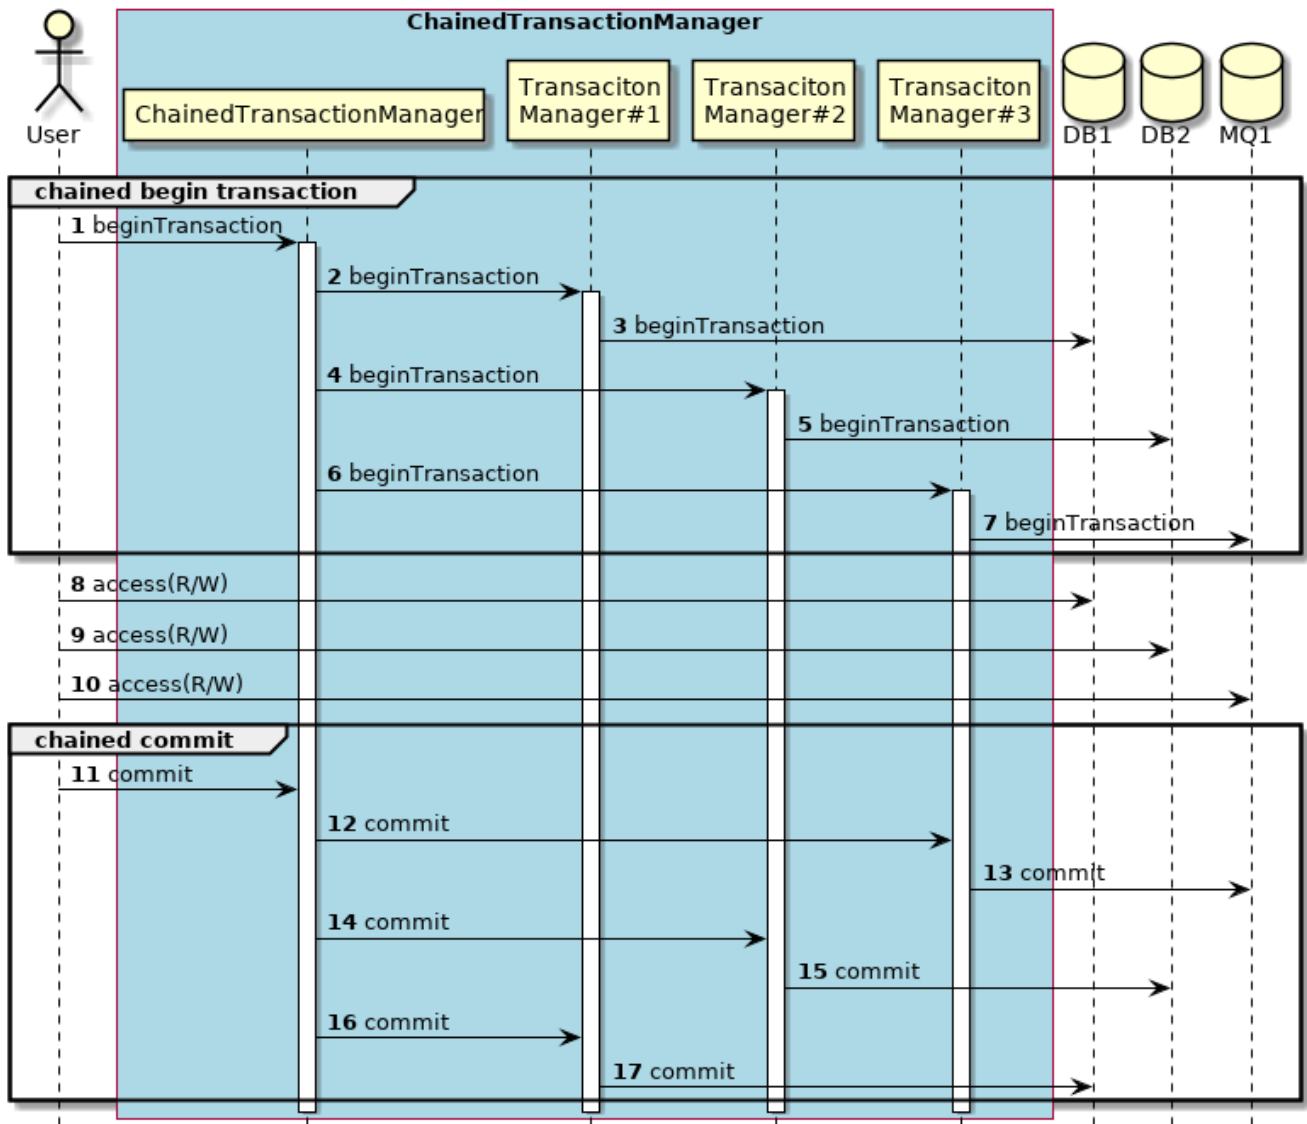 ChainedTransactionManager
User
ChainedTransactionManager
Transaciton
Manager#1
Transaciton
Manager#2
Transaciton
Manager#3
DB1
DB2
MQ1
chained begin transaction
1 beginTransaction
2 beginTransaction
3 beginTransaction
4 beginTransaction
5 beginTransaction
6 beginTransaction
7 beginTransaction
8 access(R/W)
9 access(R/W)
10 access(R/W)
chained commit
11 commit
12 commit
13 commit
14 commit
15 commit
16 commit
17 commit